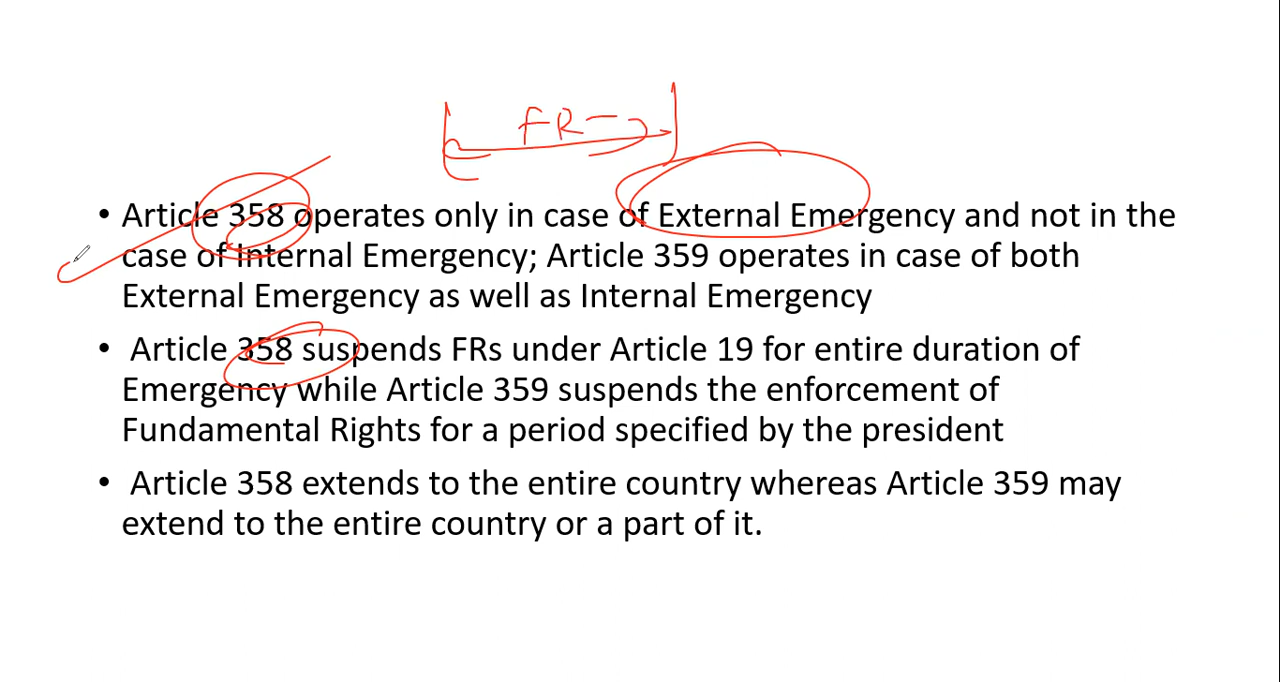 FR
• Article 358 operates only in case of External Emergency and not in the
case of Internal Emergency; Article 359 operates in case of both
External Emergency as well as Internal Emergency
• Article 358 suspends FRs under Article 19 for entire duration of
Emergency while Article 359 suspends the enforcement of
Fundamental Rights for a period specified by the president
• Article 358 extends to the entire country whereas Article 359 may
extend to the entire country or a part of it.